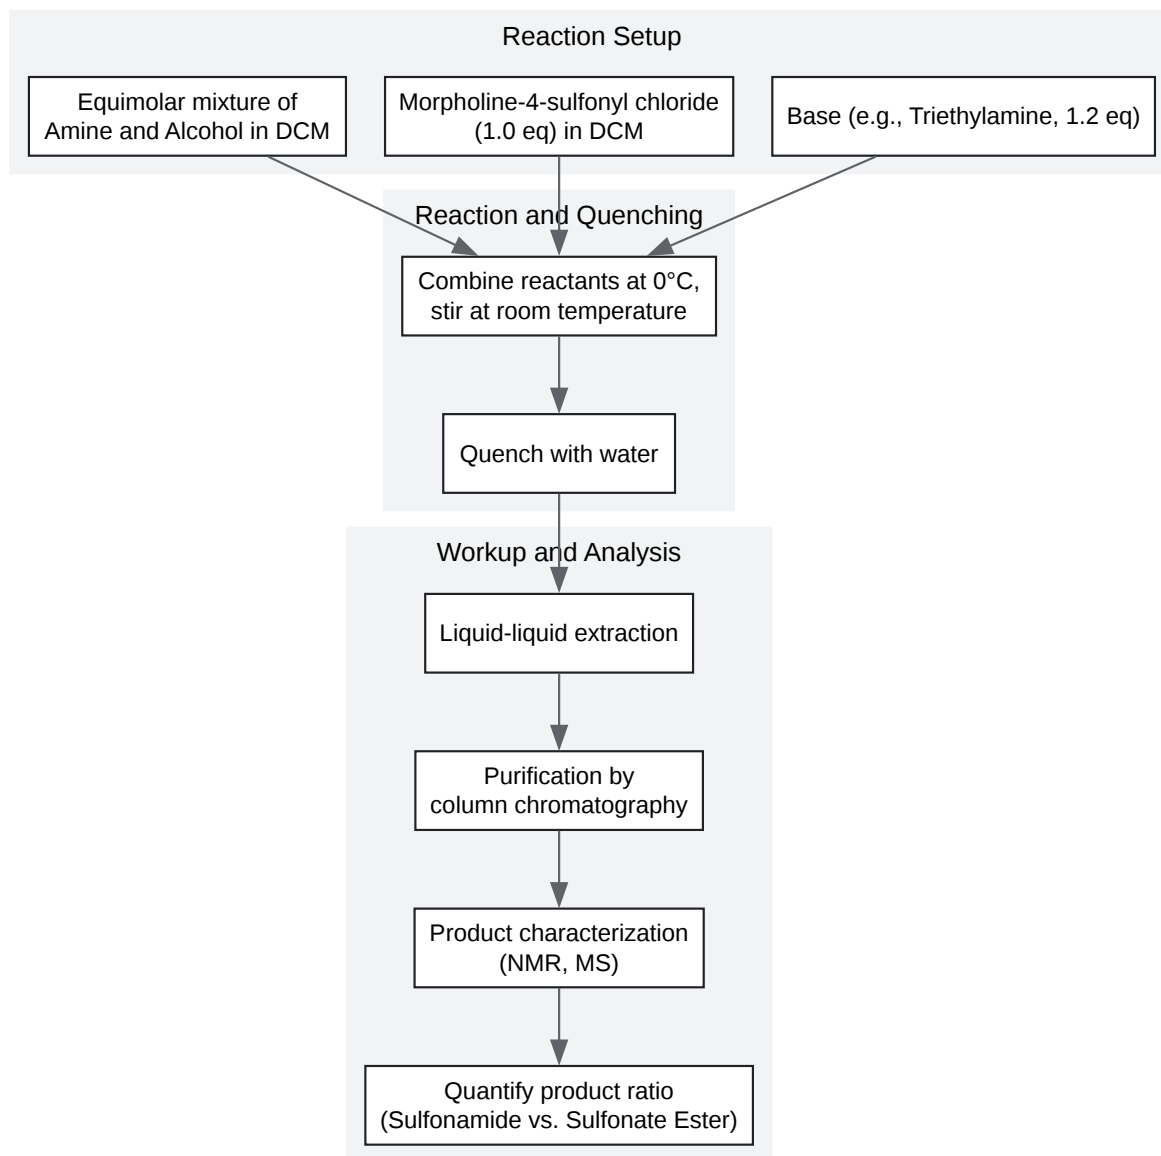 Reaction Setup
Equimolar mixture of
Amine and Alcohol in DCM
Morpholine-4-sulfonyl chloride
(1.0 eq) in DCM
Base (e.g., Triethylamine, 1.2 eq)
Reaction and Quenching
Combine reactants at 0°C,
stir at room temperature
Quench with water
Workup and Analysis
Liquid-liquid extraction
Purification by
column chromatography
Product characterization
(NMR, MS)
Quantify product ratio
(Sulfonamide vs. Sulfonate Ester)